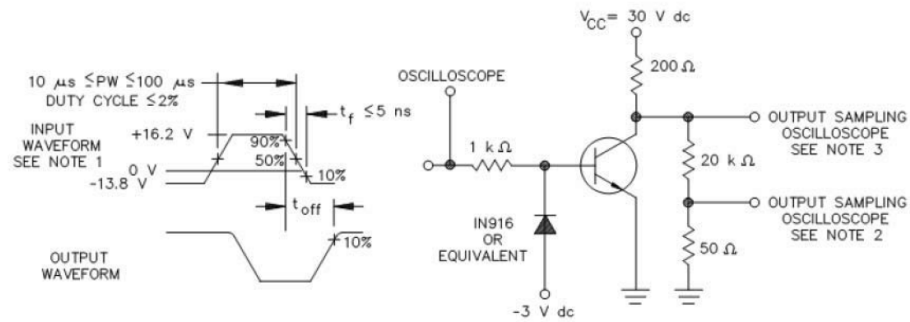 10 μs ≤PW ≤100 μs
DUTY CYCLE ≤2%
t_f ≤5 ns
INPUT
WAVEFORM
SEE NOTE 1
+16.2 V
0 V
-13.8 V
90%
50%
10%
t_off
10%
OUTPUT
WAVEFORM
OSCILLOSCOPE
1 kΩ
IN916
OR
EQUIVALENT
-3 V dc
V_CC= 30 V dc
200 Ω
OUTPUT SAMPLING
OSCILLOSCOPE
SEE NOTE 3
20 kΩ
OUTPUT SAMPLING
OSCILLOSCOPE
SEE NOTE 2
50 Ω